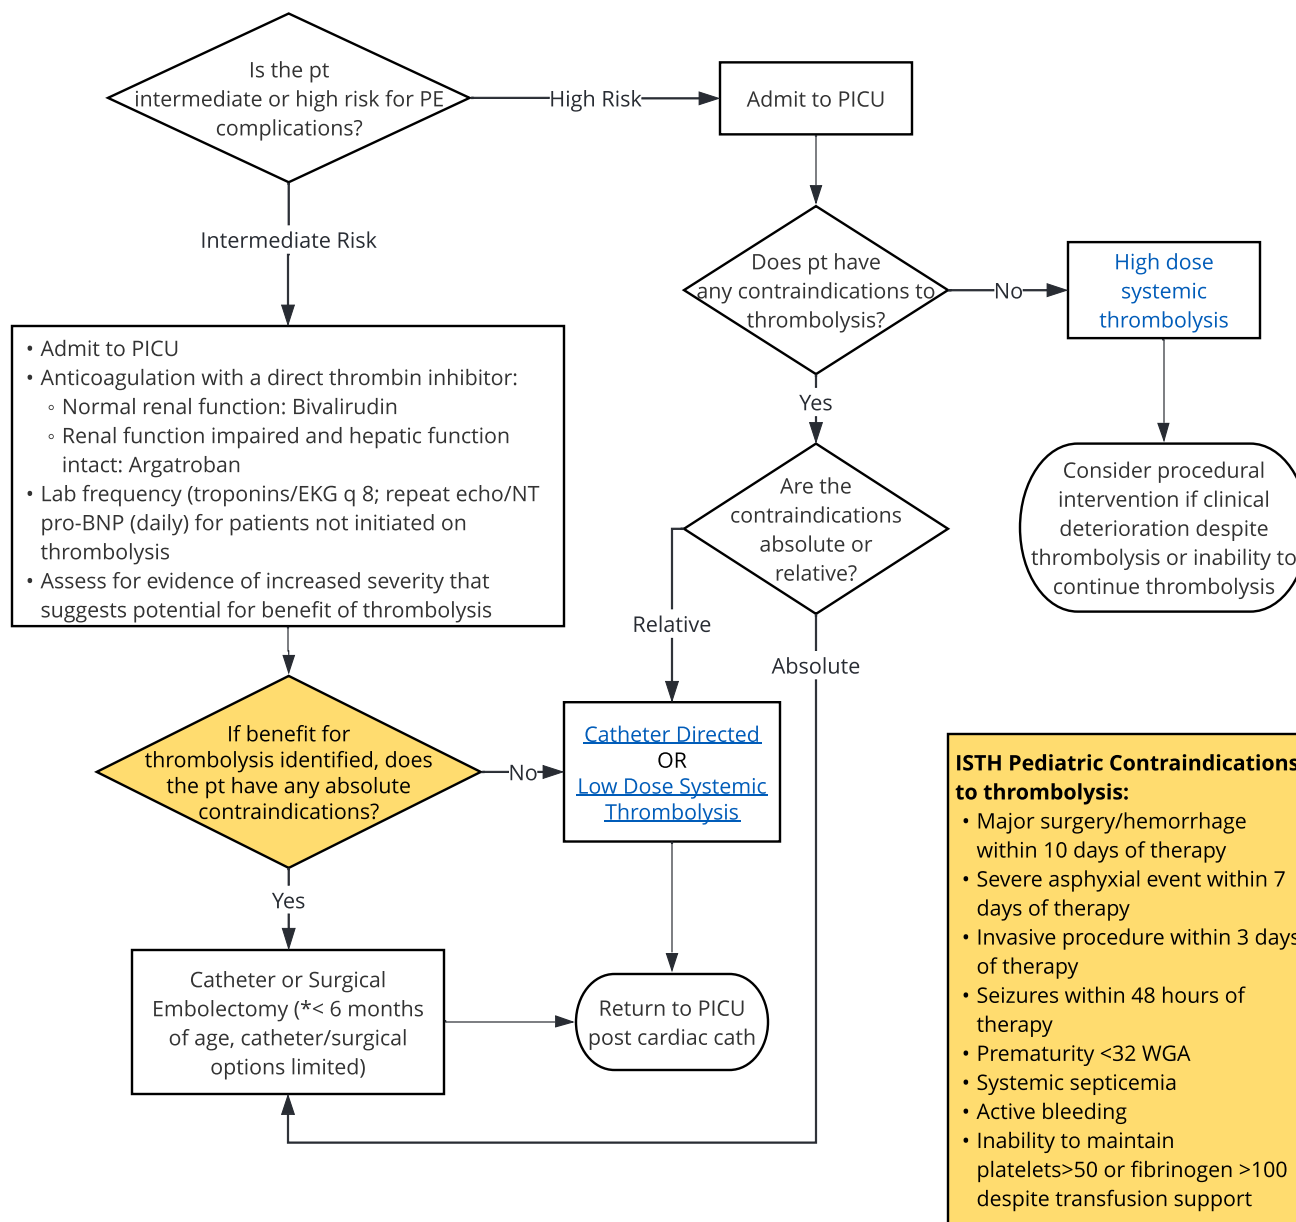 Is the pt
intermediate or high risk for PE
complications?
High Risk
Admit to PICU
Intermediate Risk
Does pt have
any contraindications to
thrombolysis?
No
High dose
systemic
thrombolysis
Yes
• Admit to PICU
• Anticoagulation with a direct thrombin inhibitor:
◦ Normal renal function: Bivalirudin
◦ Renal function impaired and hepatic function
intact: Argatroban
• Lab frequency (troponins/EKG q 8; repeat echo/NT
pro-BNP (daily) for patients not initiated on
thrombolysis
• Assess for evidence of increased severity that
suggests potential for benefit of thrombolysis
Are the
contraindications
absolute or
relative?
Consider procedural
intervention if clinical
deterioration despite
thrombolysis or inability to
continue thrombolysis
Relative
Absolute
If benefit for
thrombolysis identified, does
the pt have any absolute
contraindications?
No
Catheter Directed
OR
Low Dose Systemic
Thrombolysis
Yes
Catheter or Surgical
Embolectomy (*< 6 months
of age, catheter/surgical
options limited)
Return to PICU
post cardiac cath
ISTH Pediatric Contraindications
to thrombolysis:
• Major surgery/hemorrhage
within 10 days of therapy
• Severe asphyxial event within 7
days of therapy
• Invasive procedure within 3 days
of therapy
• Seizures within 48 hours of
therapy
• Prematurity <32 WGA
• Systemic septicemia
• Active bleeding
• Inability to maintain
platelets>50 or fibrinogen >100
despite transfusion support